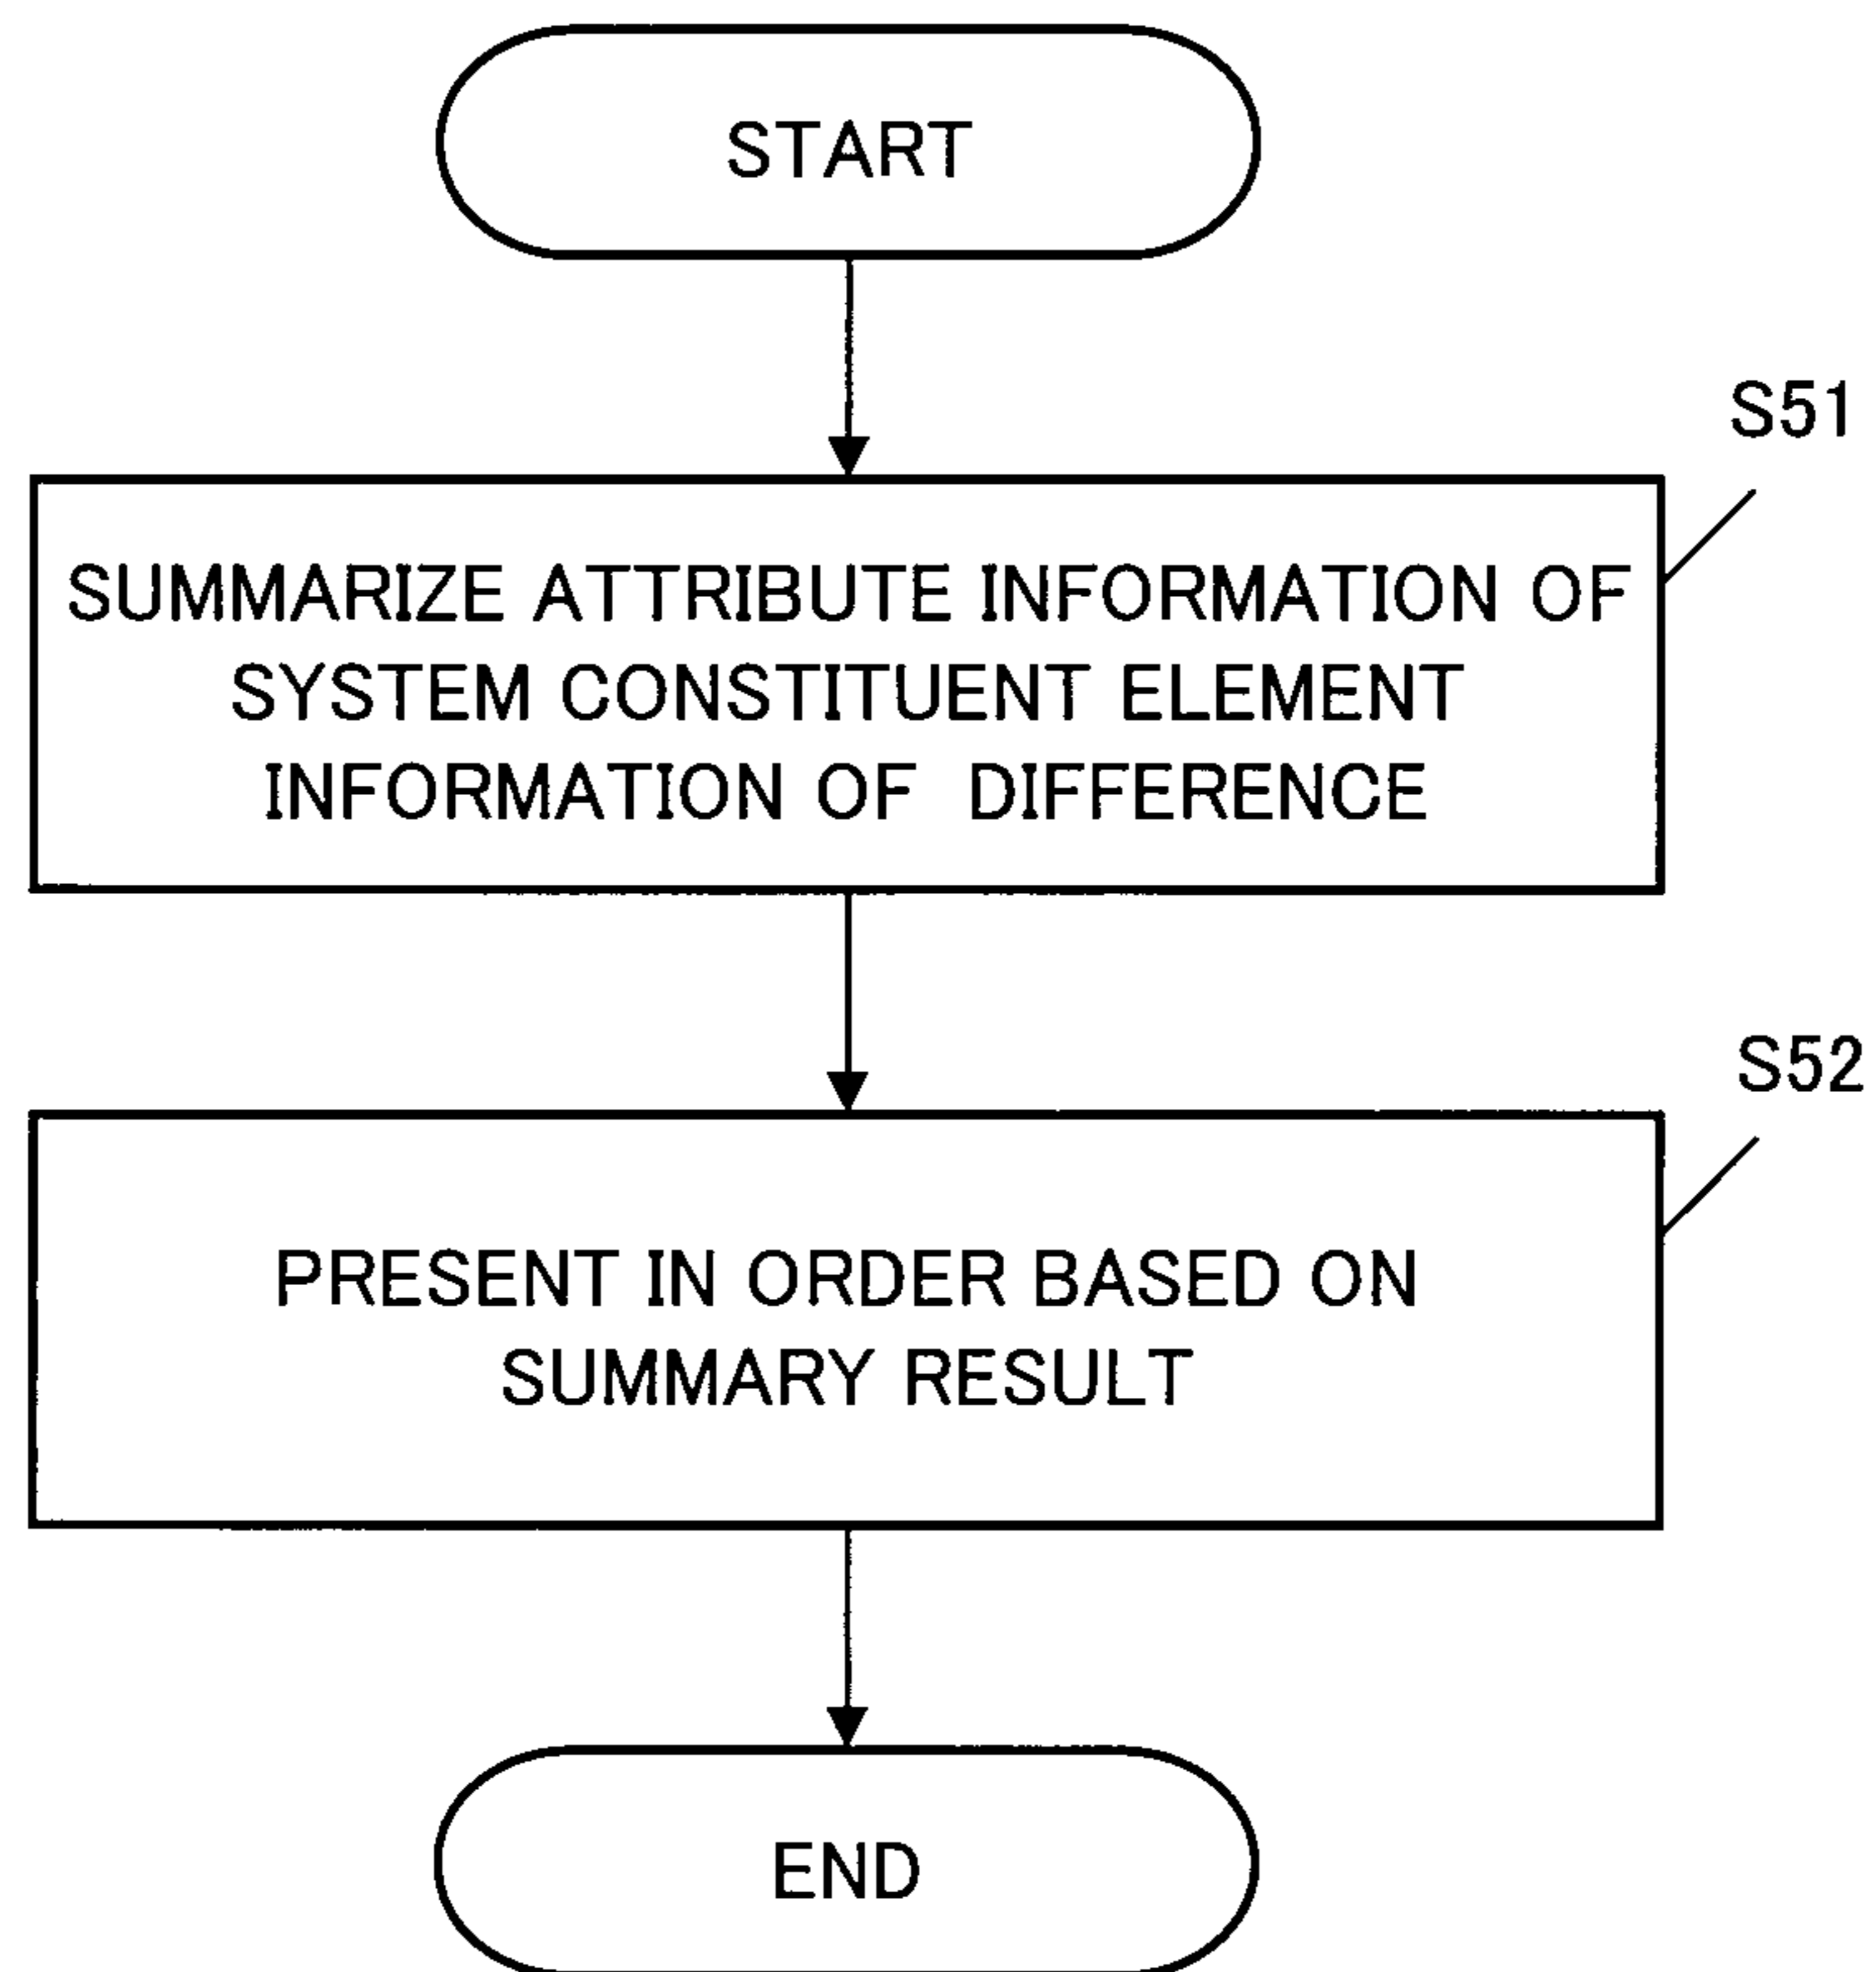 START
S51
SUMMARIZE ATTRIBUTE INFORMATION OF
SYSTEM CONSTITUENT ELEMENT
INFORMATION OF DIFFERENCE
S52
PRESENT IN ORDER BASED ON
SUMMARY RESULT
END